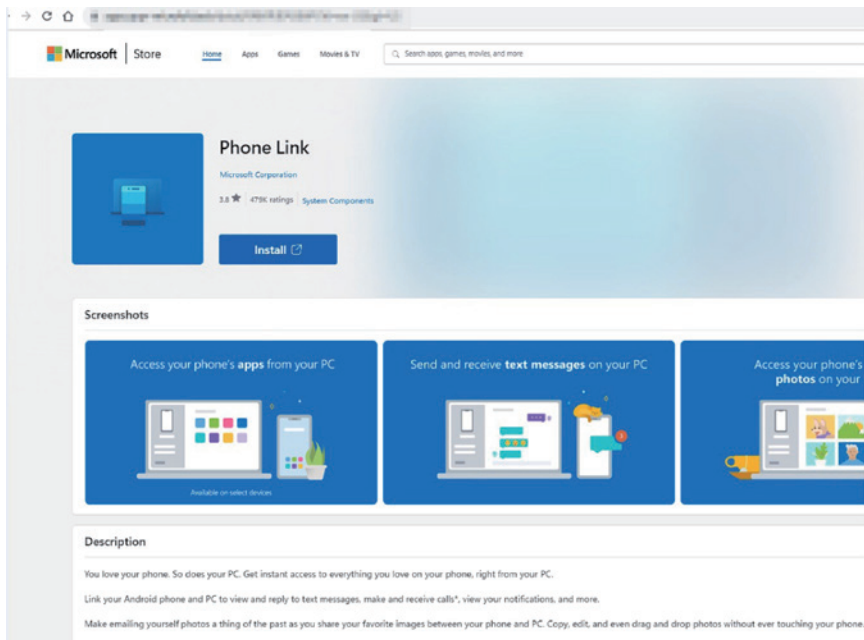 Microsoft | Store Home Apps Games Movies & TV Search apps, games, movies, and more
Phone Link
Microsoft Corporation
3.8 ★ 479K ratings System Components
Install
Screenshots
Access your phone's apps from your PC
Available on select devices
Send and receive text messages on your PC
3
Access your phone's
photos on your
Description
You love your phone. So does your PC. Get instant access to everything you love on your phone, right from your PC.
Link your Android phone and PC to view and reply to text messages, make and receive calls*, view your notifications, and more.
Make emailing yourself photos a thing of the past as you share your favorite images between your phone and PC. Copy, edit, and even drag and drop photos without ever touching your phone.